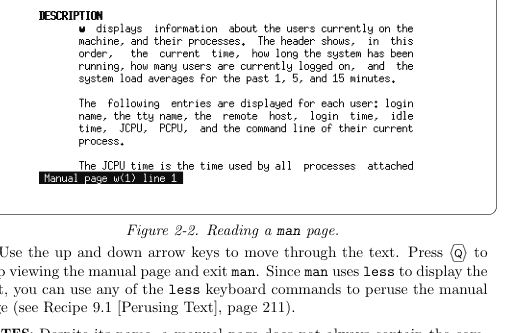 DESCRIPTION
w displays information about the users currently on the
machine, and their processes. The header shows, in this
order, the current time, how long the system has been
running, how many users are currently logged on, and the
system load averages for the past 1, 5, and 15 minutes.
The following entries are displayed for each user: login
name, the tty name, the remote host, login time, idle
time, JCPU, PCPU, and the command line of their current
process.
The JCPU time is the time used by all processes attached
Manual page w(1) line 1
Figure 2-2. Reading a man page.
Use the up and down arrow keys to move through the text. Press ⟨Q⟩ to
p viewing the manual page and exit man. Since man uses less to display the
t, you can use any of the less keyboard commands to peruse the manual
ge (see Recipe 9.1 [Perusing Text], page 211).
TES: Despite its name, a manual page does not always contain the com